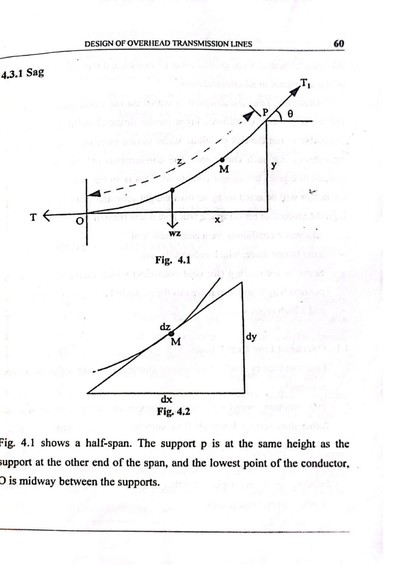 DESIGN OF OVERHEAD TRANSMISSION LINES 60
4.3.1 Sag
T₁
P
θ
z
M
y
T
O
x
wz
Fig. 4.1
dz
M
dy
dx
Fig. 4.2
Fig. 4.1 shows a half-span. The support p is at the same height as the
support at the other end of the span, and the lowest point of the conductor,
O is midway between the supports.